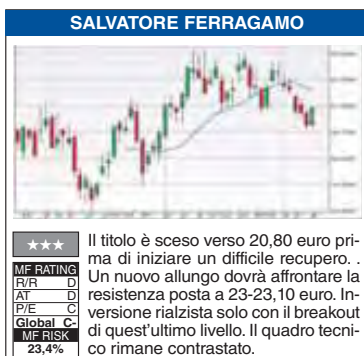 SALVATORE FERRAGAMO
★★★
MF RATING
R/R D
AT D
P/E C
Global C-
MF RISK
23,4%
Il titolo è sceso verso 20,80 euro pri-
ma di iniziare un difficile recupero. .
Un nuovo allungo dovrà affrontare la
resistenza posta a 23-23,10 euro. In-
versione rialzista solo con il breakout
di quest'ultimo livello. Il quadro tecni-
co rimane contrastato.